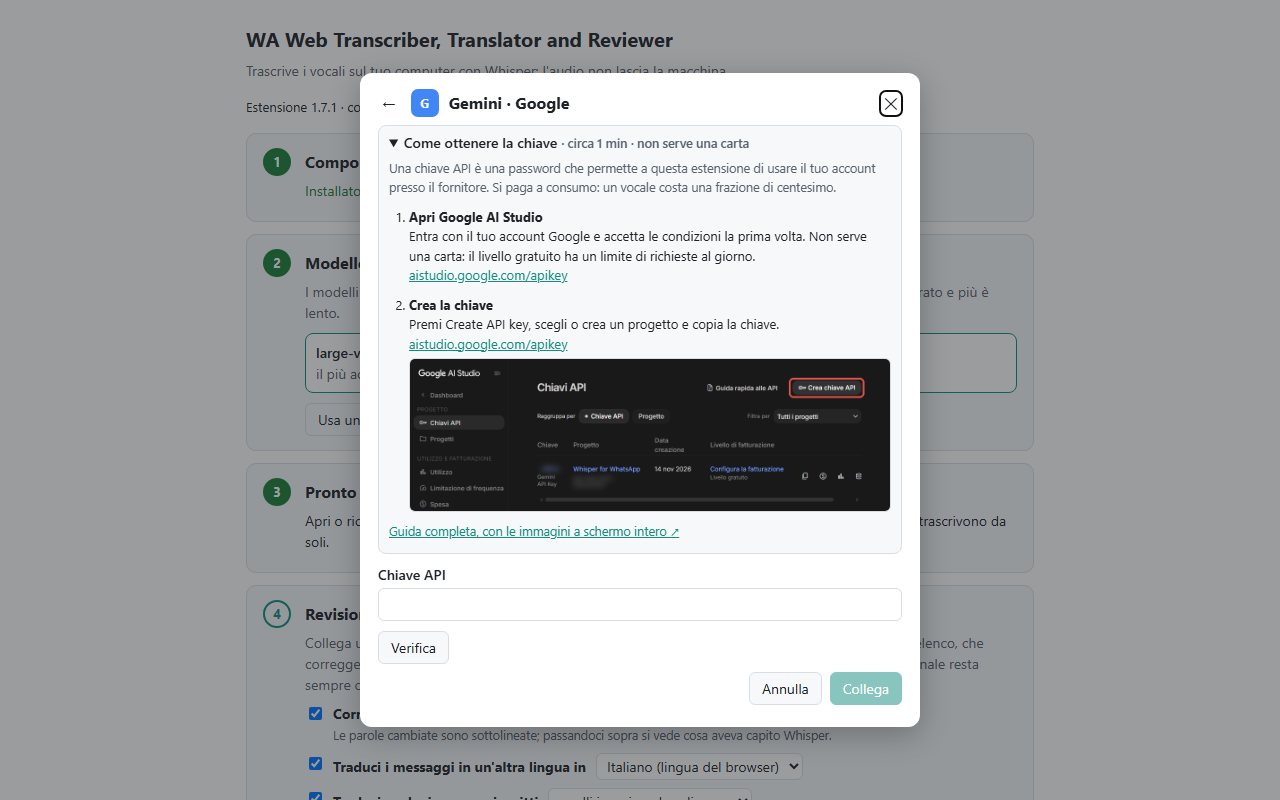 WA Web Transcriber, Translator and Reviewer
Trascrive i vocali sul tuo computer con Whisper: l'audio non lascia la macchina.
Estensione 1.7.1 · co
1
Compo
Installato
2
Modello
I modelli
rato e più è
lento.
large-v
il più ac
Usa un
3
Pronto
Apri o ric
trascrivono da
soli.
4
Revisio
Collega u
elenco, che
corregge
nale resta
sempre d
Corr
Le parole cambiate sono sottolineate; passandoci sopra si vede cosa aveva capito Whisper.
Traduci i messaggi in un'altra lingua in
Italiano (lingua del browser)
← G Gemini · Google
▼ Come ottenere la chiave · circa 1 min · non serve una carta
Una chiave API è una password che permette a questa estensione di usare il tuo account
presso il fornitore. Si paga a consumo: un vocale costa una frazione di centesimo.
1. Apri Google AI Studio
Entra con il tuo account Google e accetta le condizioni la prima volta. Non serve
una carta: il livello gratuito ha un limite di richieste al giorno.
aistudio.google.com/apikey
2. Crea la chiave
Premi Create API key, scegli o crea un progetto e copia la chiave.
aistudio.google.com/apikey
Google AI Studio
Dashboard
PROGETTO
Chiavi API
Progetti
UTILIZZO E FATTURAZIONE
Utilizzo
Limitazione di frequenza
Spesa
Chiavi API
Guida rapida alle API
Crea chiave API
Raggruppa per
Chiave API
Progetto
Filtra per
Tutti i progetti
Chiave
Progetto
Data
creazione
Livello di fatturazione
Gemini
API Key
Whisper for WhatsApp
14 nov 2026
Configura la fatturazione
Livello gratuito
Guida completa, con le immagini a schermo intero ↗
Chiave API
Verifica
Annulla
Collega